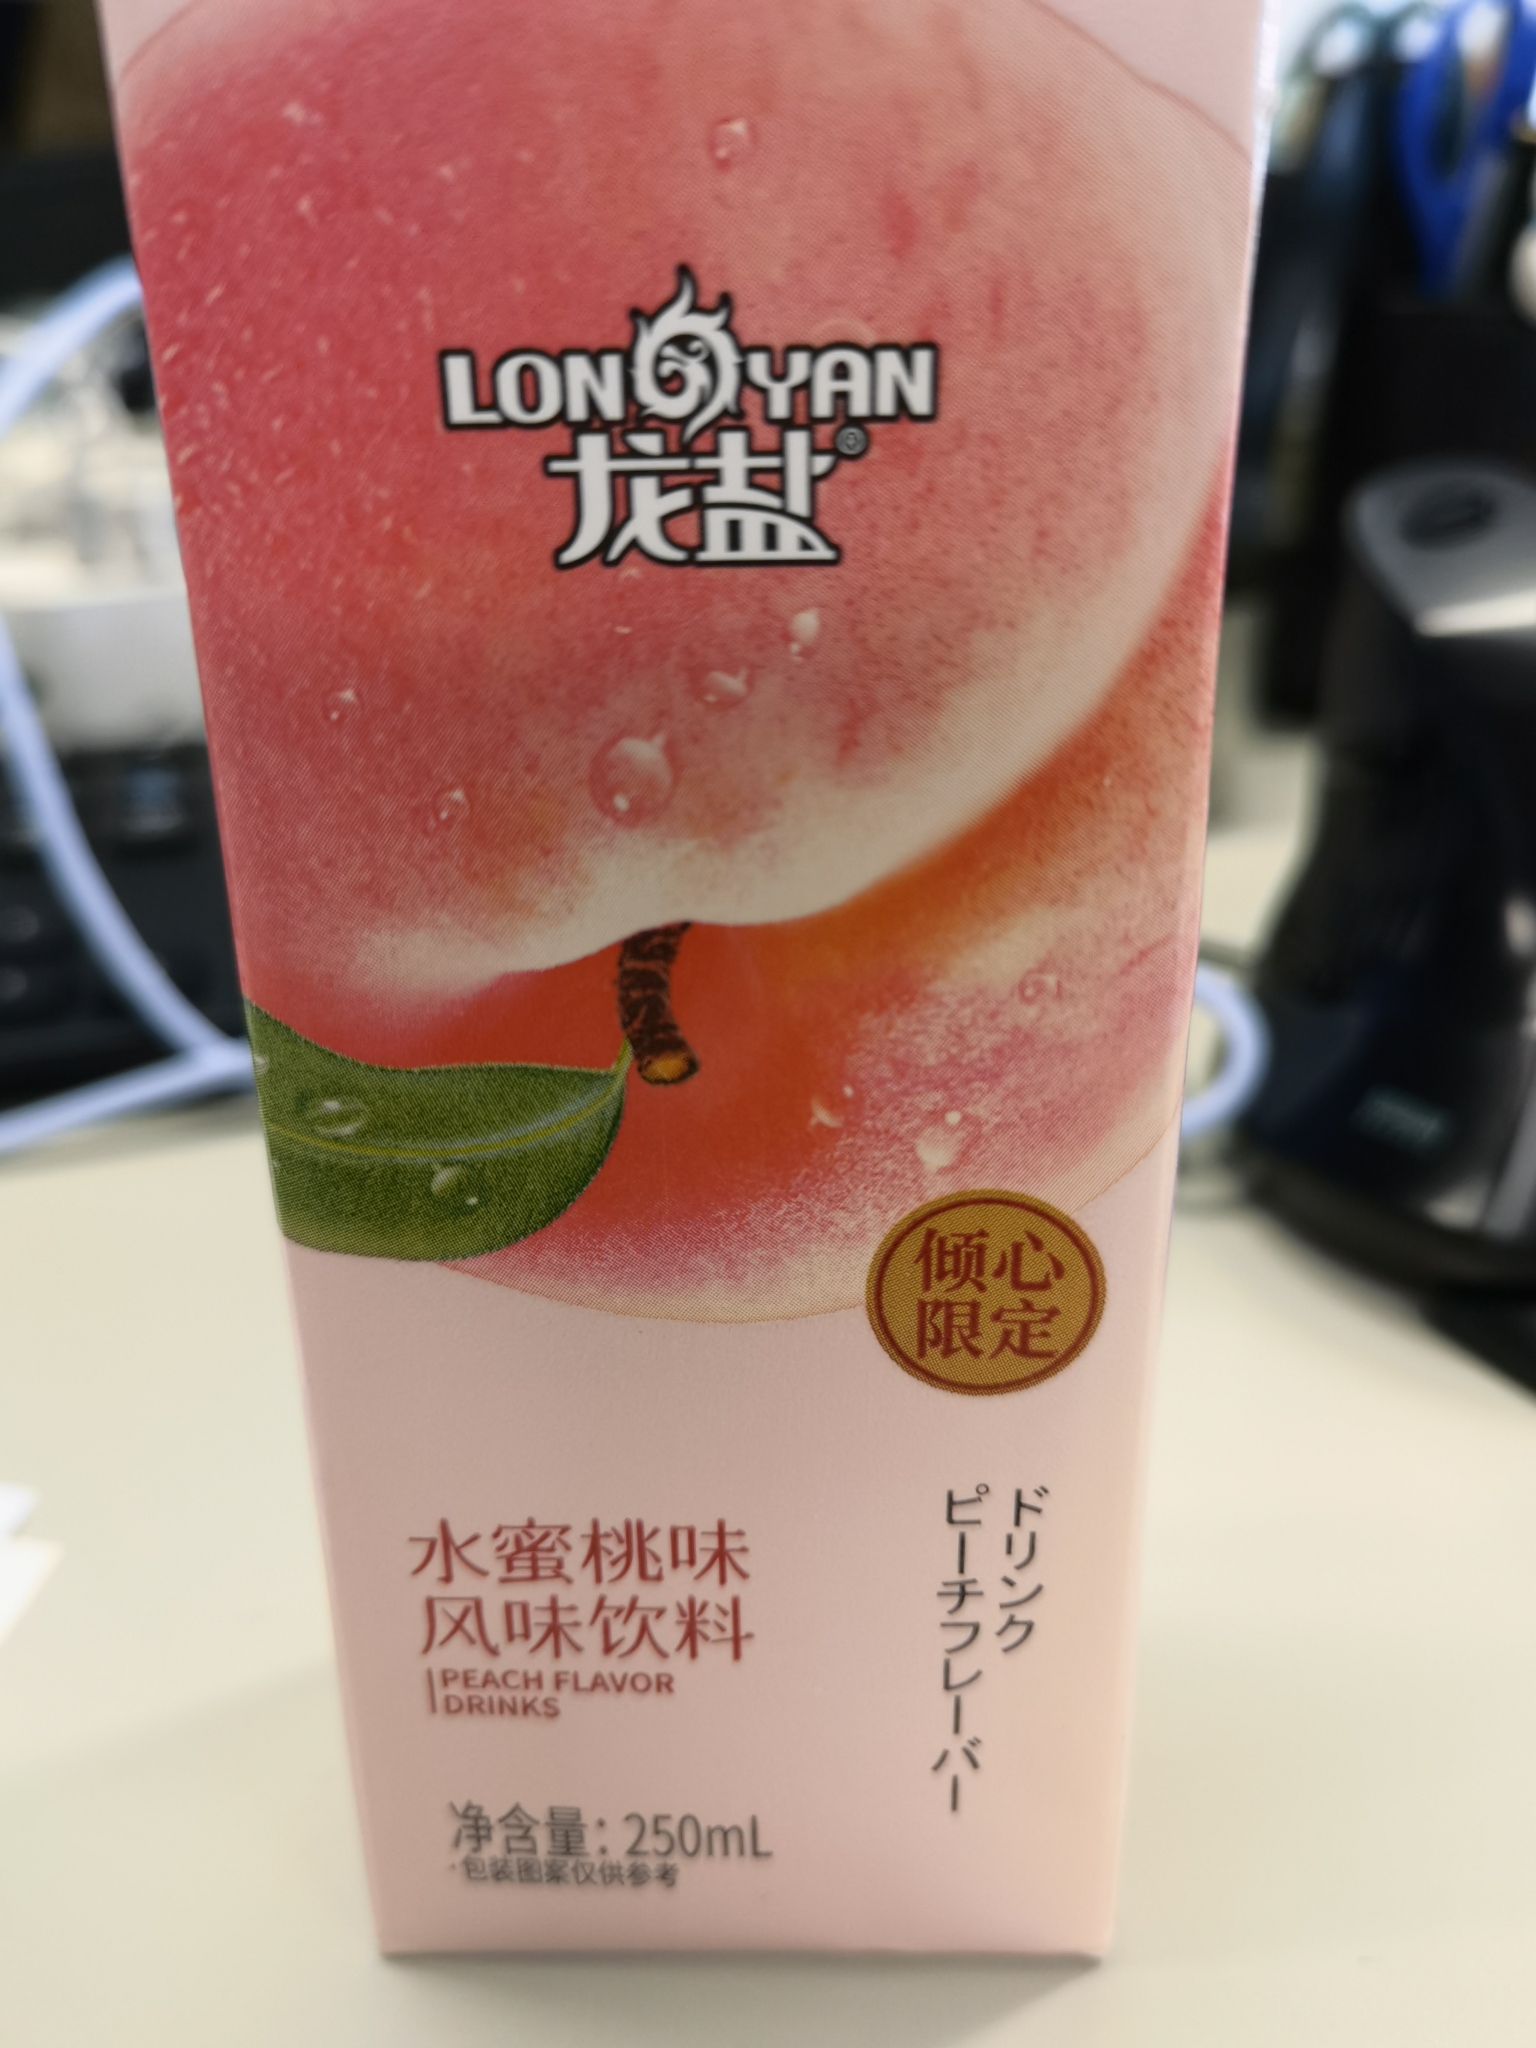 LONGYAN
龙盐®
倾心
限定
水蜜桃味
风味饮料
PEACH FLAVOR
DRINKS
ドリンク
ピーチフレーバー
净含量：250mL
·包装图案仅供参考